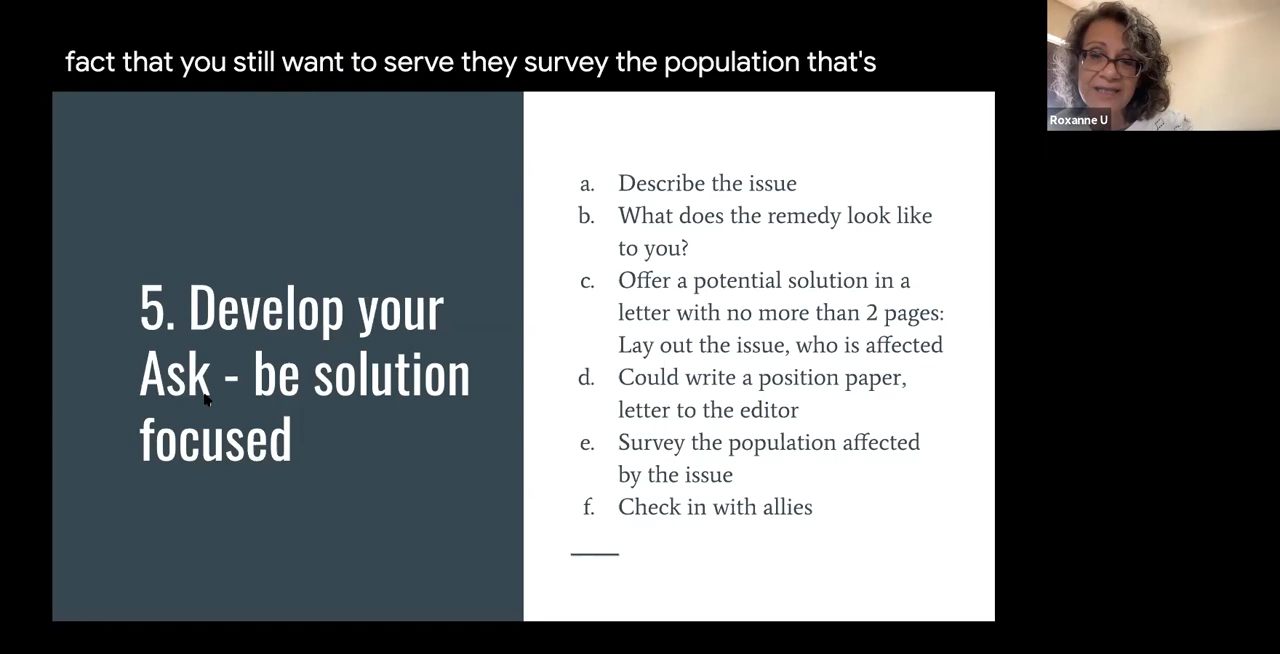 fact that you still want to serve they survey the population that's
Roxanne U
5. Develop your
Ask - be solution
focused
a. Describe the issue
b. What does the remedy look like
to you?
c. Offer a potential solution in a
letter with no more than 2 pages:
Lay out the issue, who is affected
d. Could write a position paper,
letter to the editor
e. Survey the population affected
by the issue
f. Check in with allies